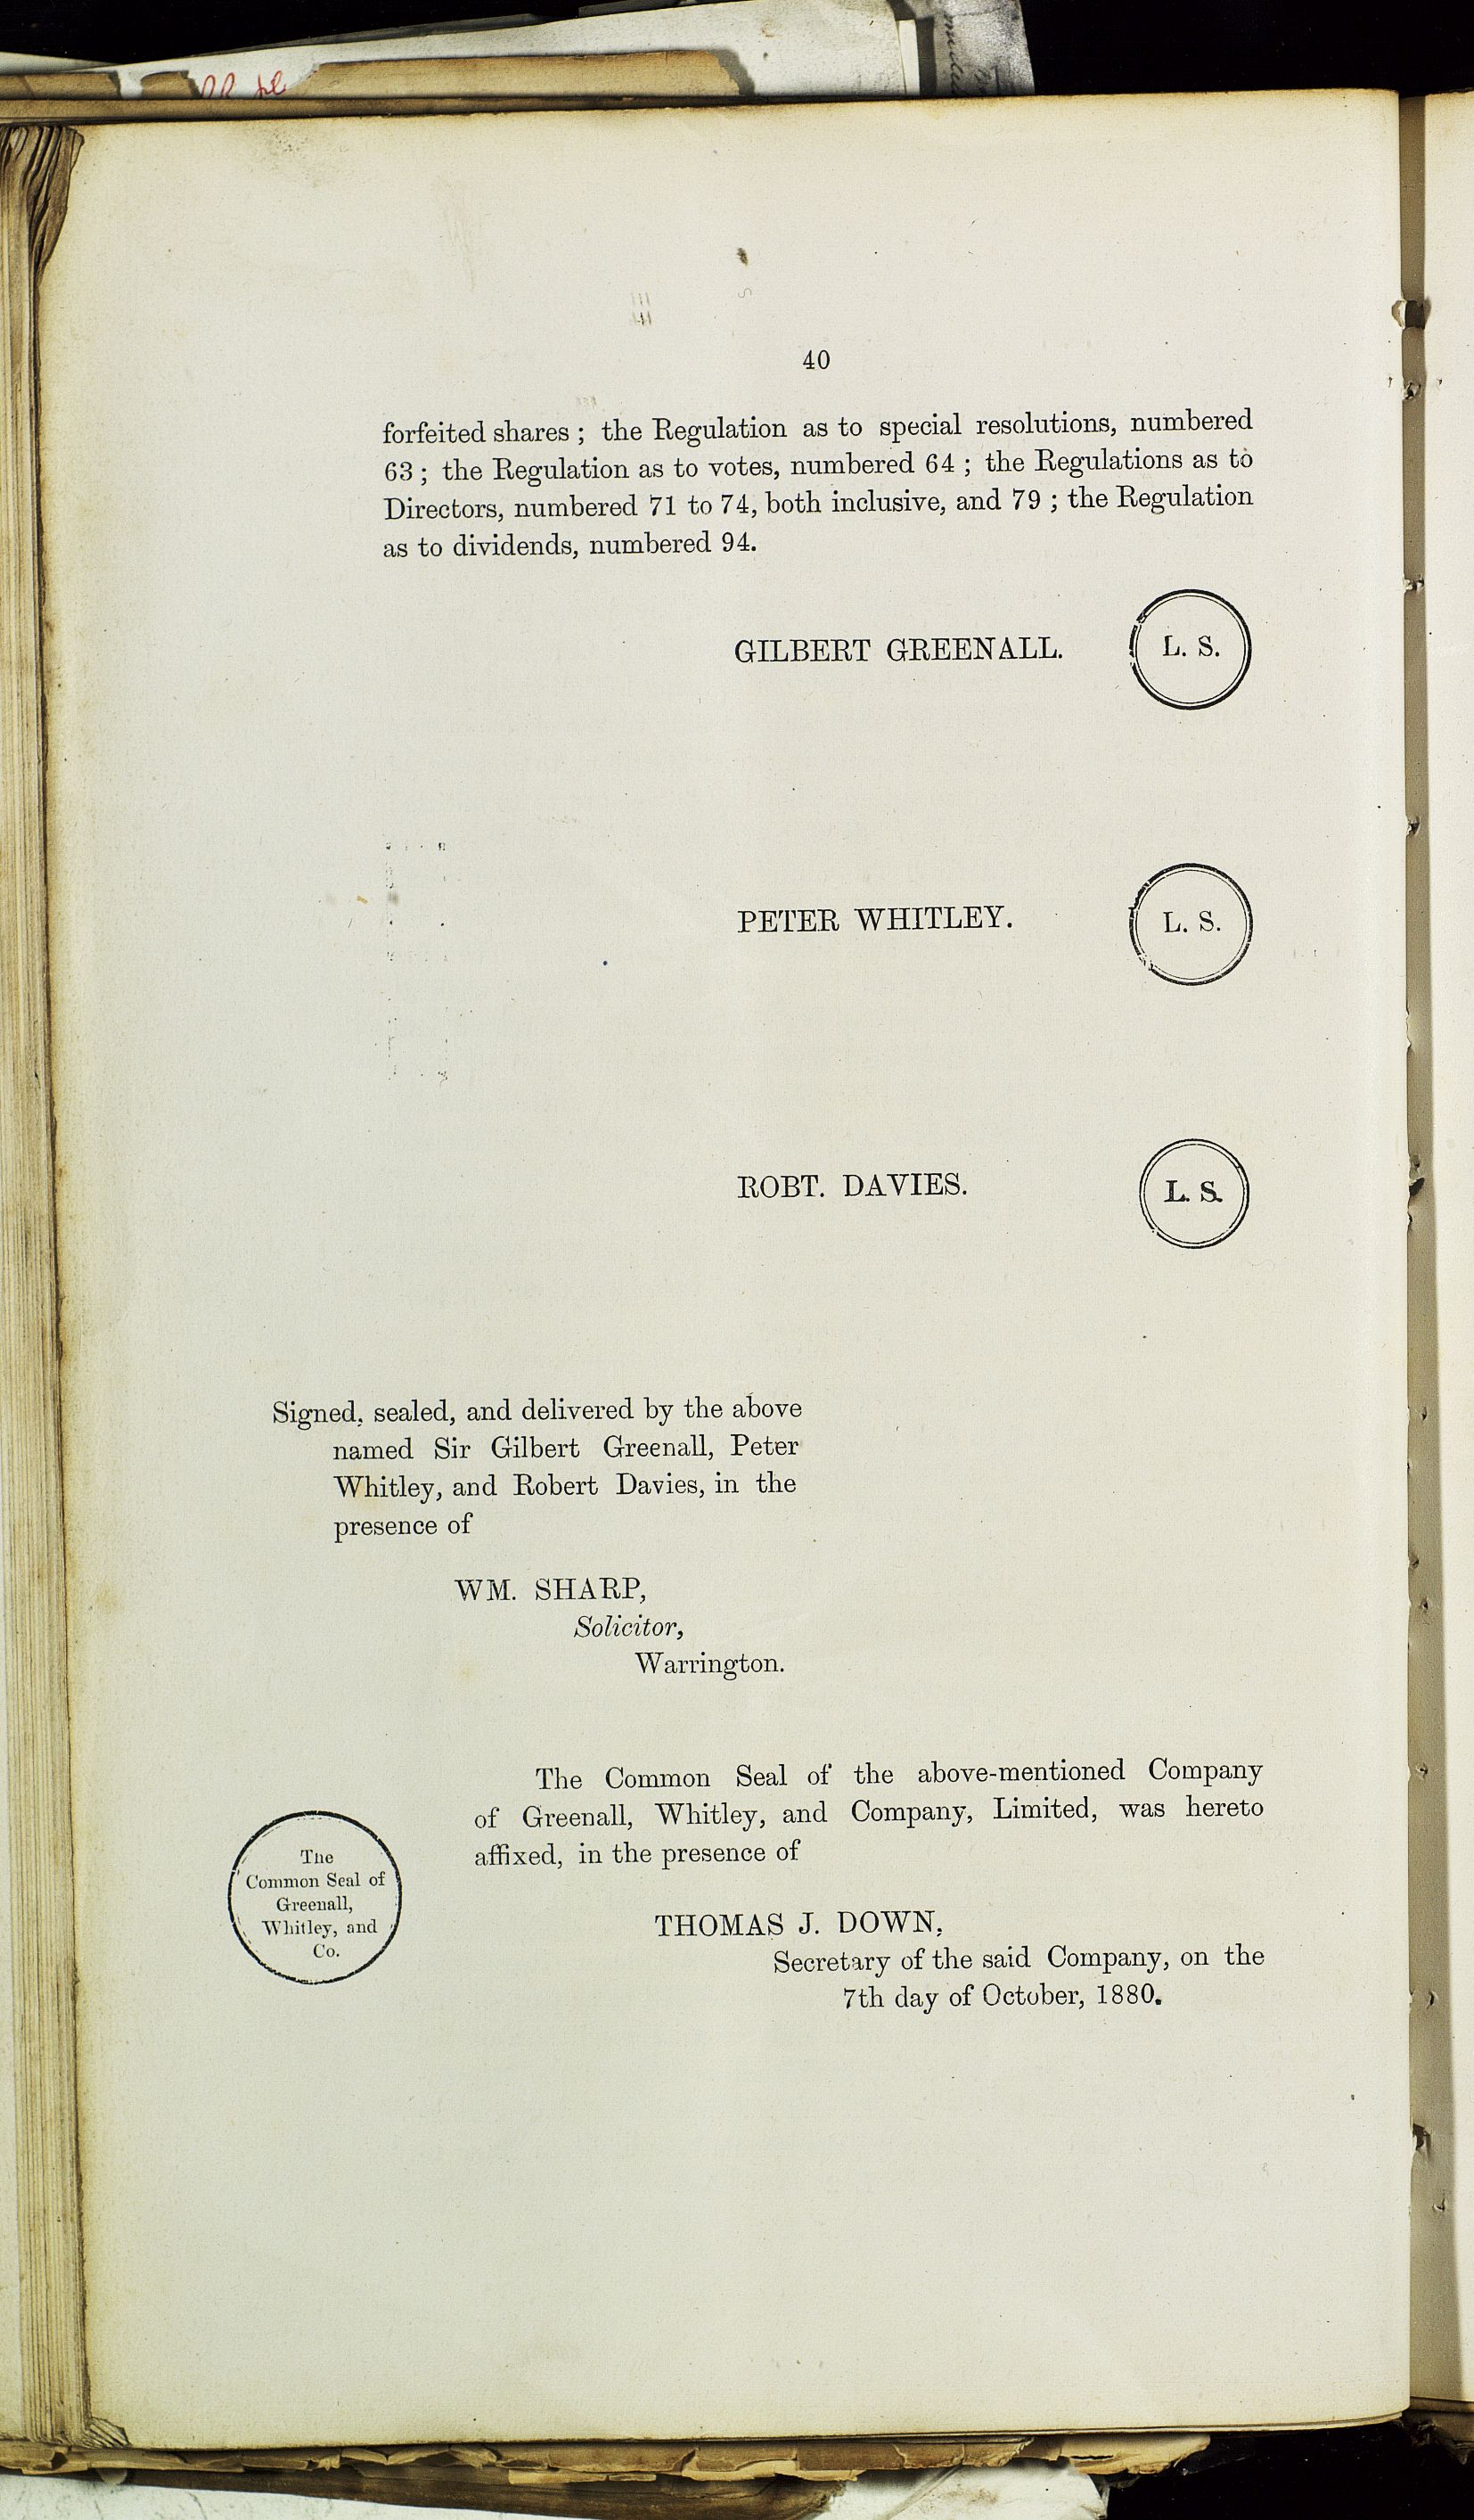 40
forfeited shares ; the Regulation as to special resolutions, numbered
63 ; the Regulation as to votes, numbered 64 ; the Regulations as to
Directors, numbered 71 to 74, both inclusive, and 79 ; the Regulation
as to dividends, numbered 94.
GILBERT GREENALL. L. S.
PETER WHITLEY. L. S.
ROBT. DAVIES. L. S.
Signed, sealed, and delivered by the above
named Sir Gilbert Greenall, Peter
Whitley, and Robert Davies, in the
presence of
WM. SHARP,
Solicitor,
Warrington.
The Common Seal of the above-mentioned Company
of Greenall, Whitley, and Company, Limited, was hereto
affixed, in the presence of
The
Common Seal of
Greenall,
Whitley, and
Co.
THOMAS J. DOWN,
Secretary of the said Company, on the
7th day of October, 1880.